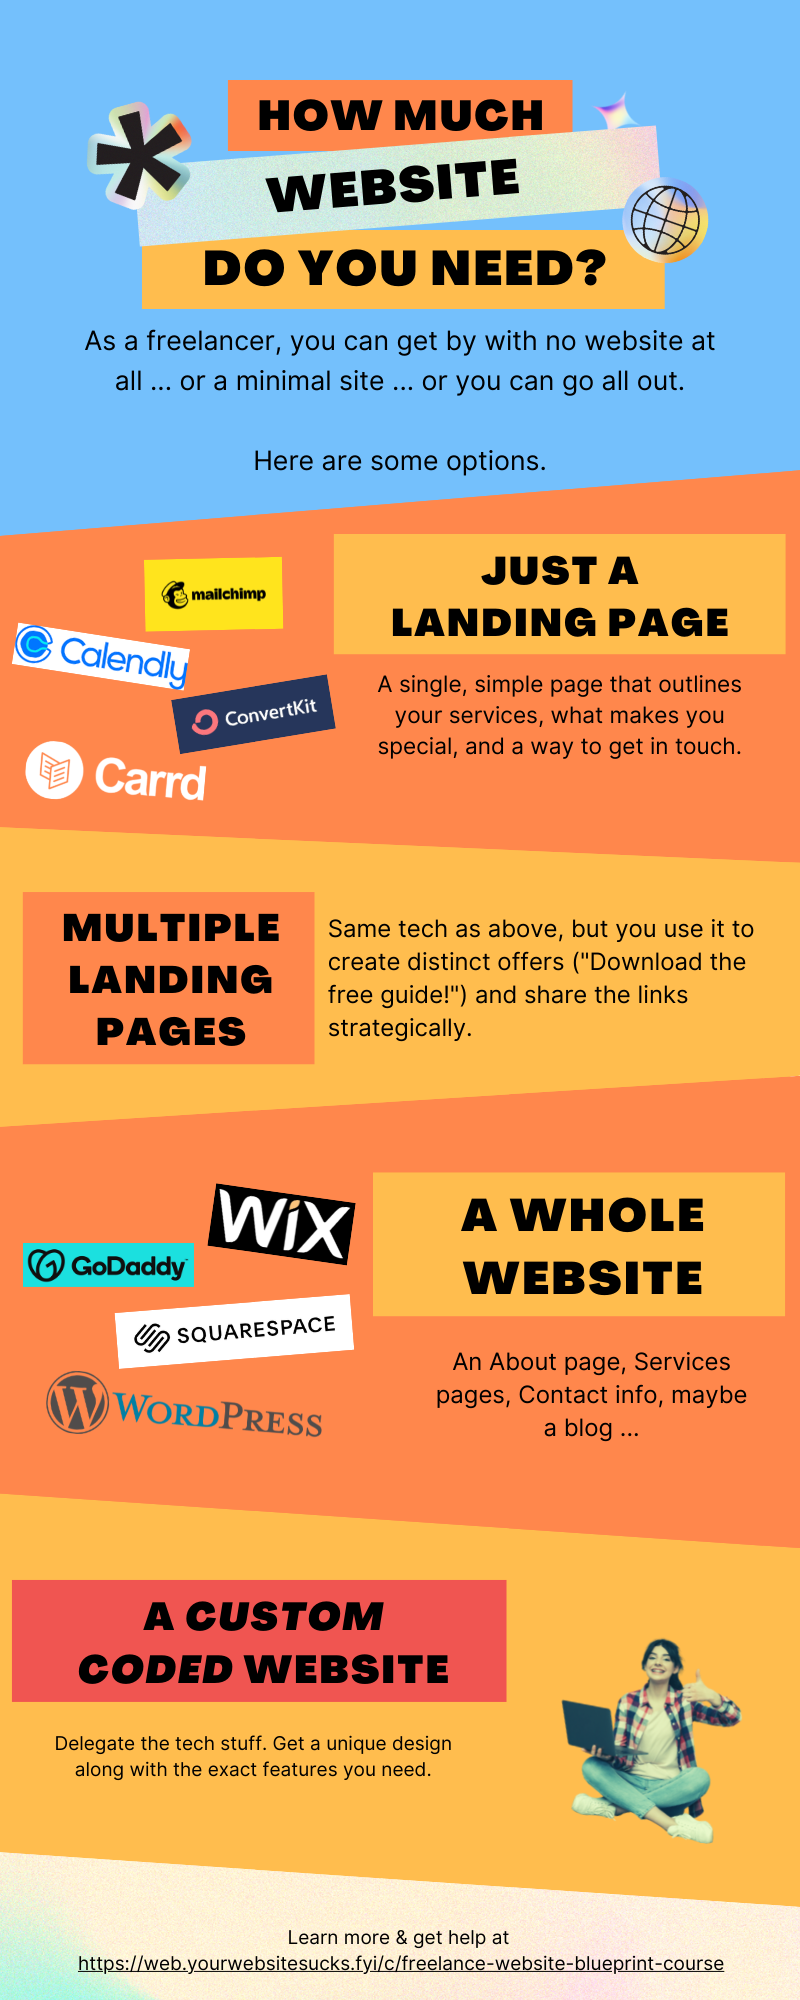 HOW MUCH
WEBSITE
DO YOU NEED?
As a freelancer, you can get by with no website at
all ... or a minimal site ... or you can go all out.
Here are some options.
mailchimp
Calendly
ConvertKit
Carrd
JUST A
LANDING PAGE
A single, simple page that outlines
your services, what makes you
special, and a way to get in touch.
MULTIPLE
LANDING
PAGES
Same tech as above, but you use it to
create distinct offers ("Download the
free guide!") and share the links
strategically.
WiX
GoDaddy
SQUARESPACE
WORDPRESS
A WHOLE
WEBSITE
An About page, Services
pages, Contact info, maybe
a blog ...
A CUSTOM
CODED WEBSITE
Delegate the tech stuff. Get a unique design
along with the exact features you need.
Learn more & get help at
https://web.yourwebsitesucks.fyi/c/freelance-website-blueprint-course